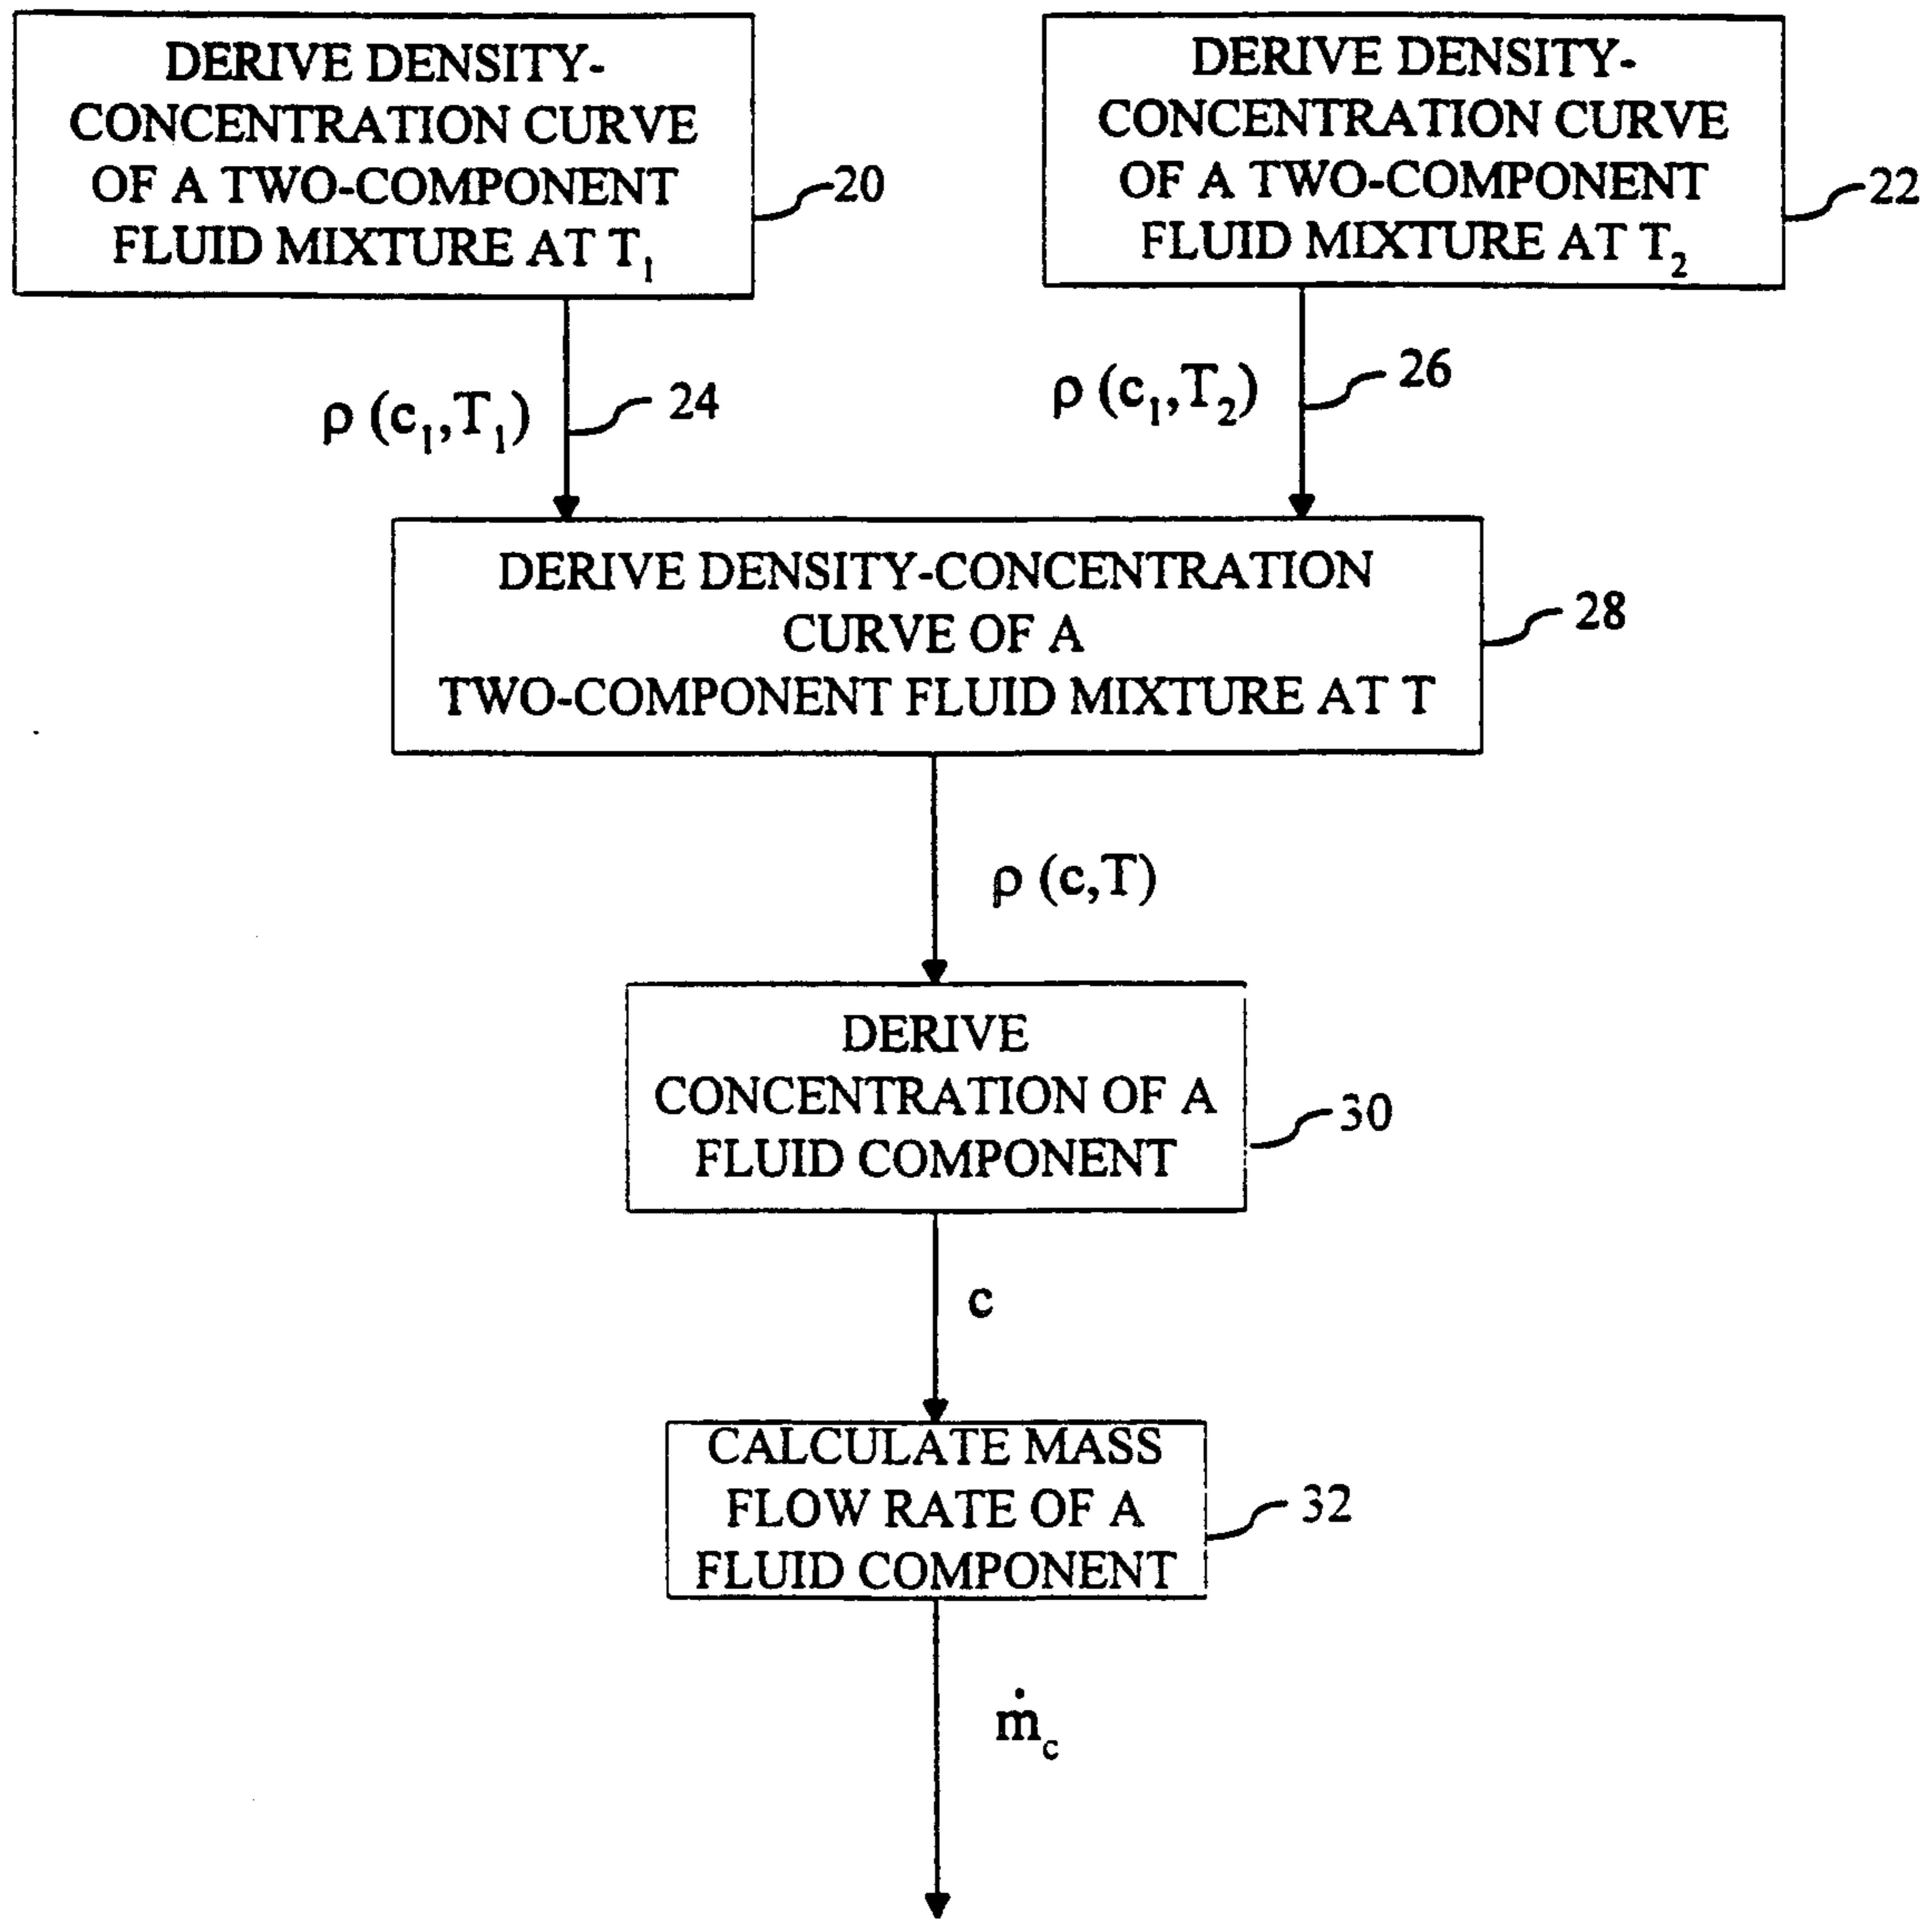 DERIVE DENSITY-
CONCENTRATION CURVE
OF A TWO-COMPONENT
FLUID MIXTURE AT T₁
20
DERIVE DENSITY-
CONCENTRATION CURVE
OF A TWO-COMPONENT
FLUID MIXTURE AT T₂
22
ρ (c₁,T₁)
24
ρ (c₁,T₂)
26
DERIVE DENSITY-CONCENTRATION
CURVE OF A
TWO-COMPONENT FLUID MIXTURE AT T
28
ρ (c,T)
DERIVE
CONCENTRATION OF A
FLUID COMPONENT
30
c
CALCULATE MASS
FLOW RATE OF A
FLUID COMPONENT
32
ṁ_c